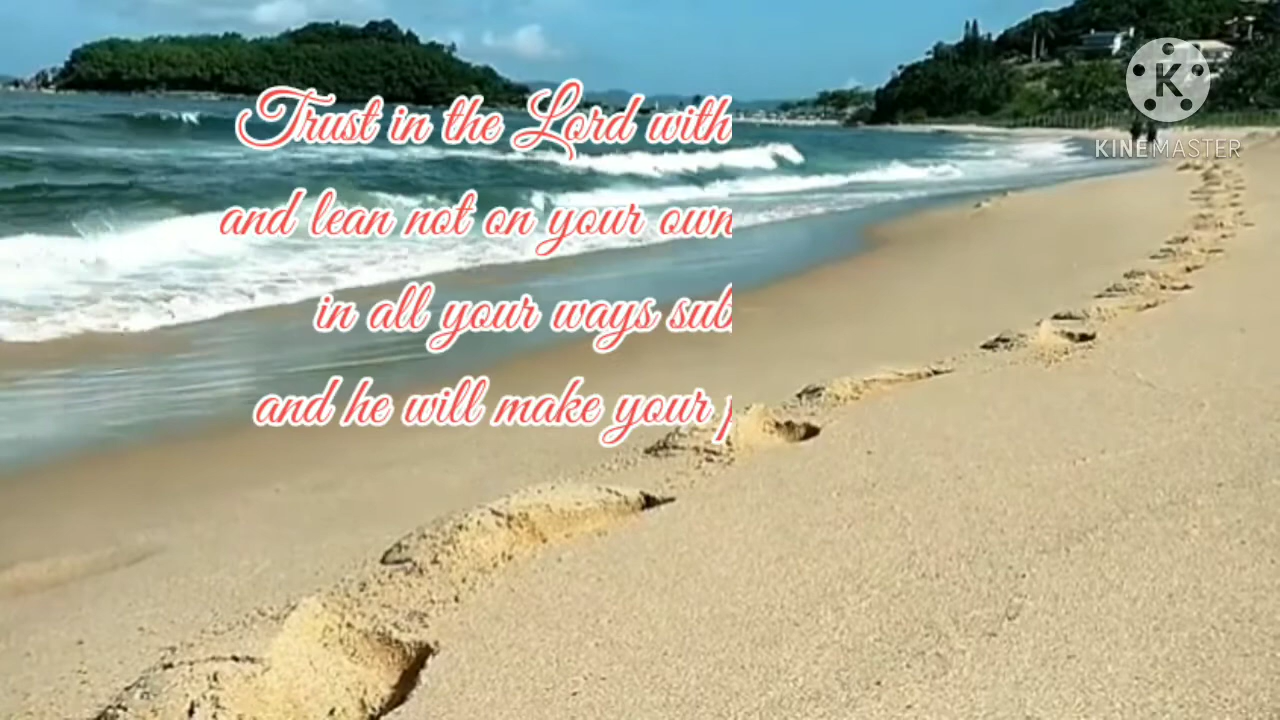 Trust in the Lord with
and lean not on your own
in all your ways sub
and he will make your
K
KINEMASTER